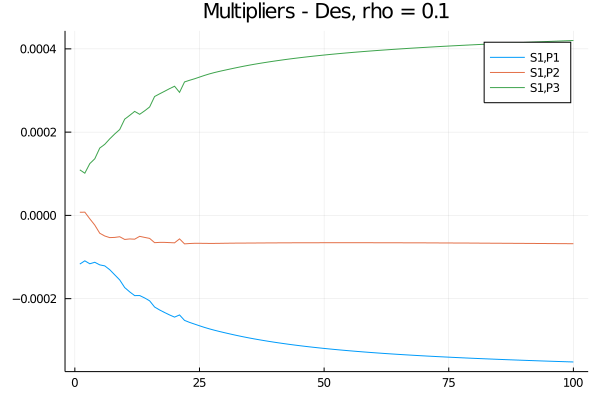 Multipliers - Des, rho = 0.1
0.0004
0.0002
0.0000
−0.0002
S1,P1
S1,P2
S1,P3
0 25 50 75 100